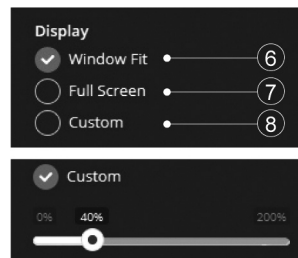 Display
Window Fit 6
Full Screen 7
Custom 8
Custom
0% 40% 200%